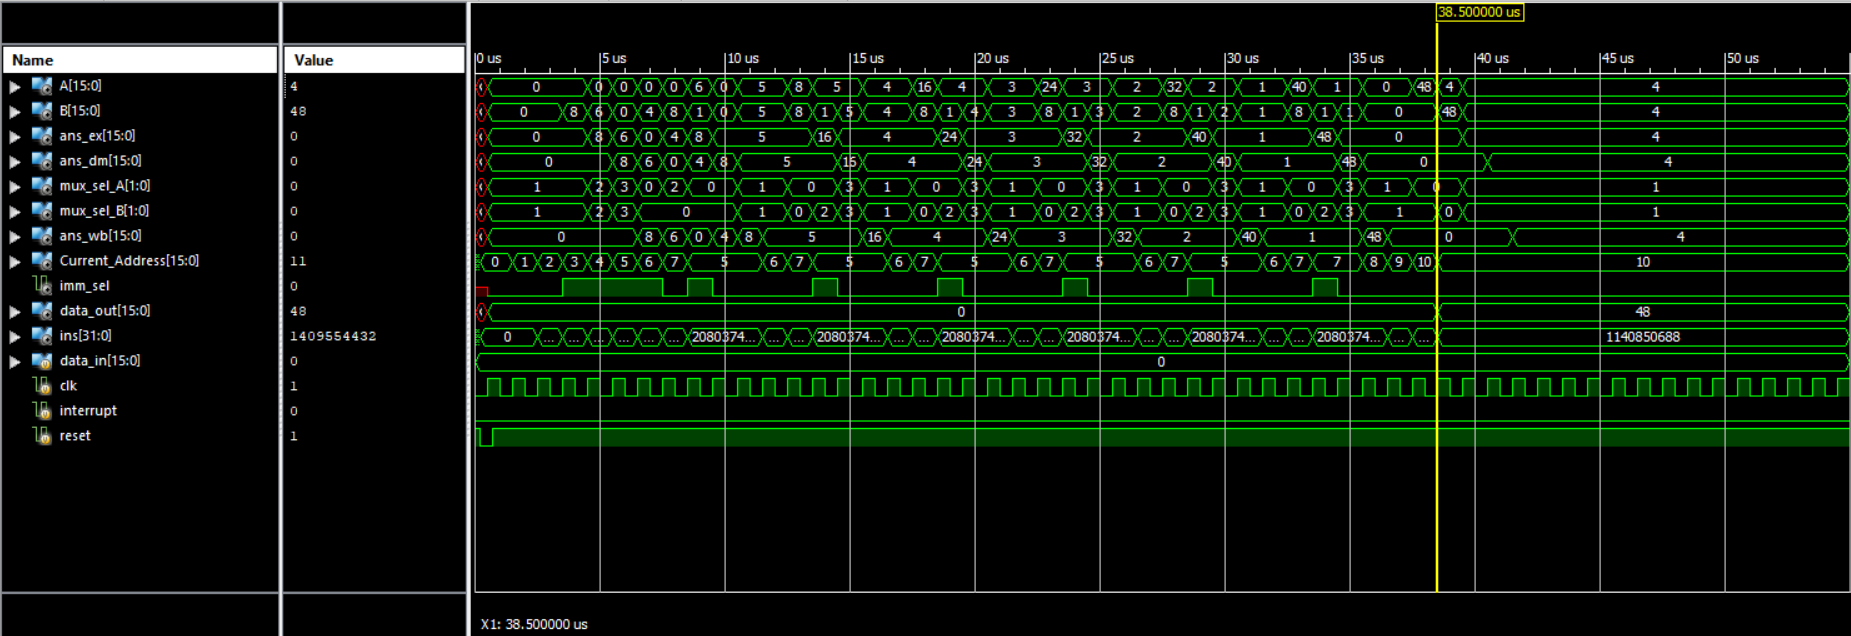 38.500000 us
Name Value
0 us 5 us 10 us 15 us 20 us 25 us 30 us 35 us 40 us 45 us 50 us
A[15:0] 4 0 0 0 0 0 6 0 5 8 5 4 16 4 3 24 3 2 32 2 1 40 1 0 48 4 4
B[15:0] 48 0 8 6 0 4 8 1 0 5 8 1 5 4 8 1 4 3 8 1 3 2 8 1 2 1 8 1 1 0 48 4
ans_ex[15:0] 0 0 8 6 0 4 8 5 16 4 24 3 32 2 40 1 48 0 4
ans_dm[15:0] 0 0 8 6 0 4 8 5 16 4 24 3 32 2 40 1 48 0 4
mux_sel_A[1:0] 0 1 2 3 0 2 0 1 0 3 1 0 3 1 0 3 1 0 3 1 0 3 1 0 1
mux_sel_B[1:0] 0 1 2 3 0 1 0 2 3 1 0 2 3 1 0 2 3 1 0 2 3 1 0 2 3 1 0 1
ans_wb[15:0] 0 0 8 6 0 4 8 5 16 4 24 3 32 2 40 1 48 0 4
Current_Address[15:0] 11 0 1 2 3 4 5 6 7 5 6 7 5 6 7 5 6 7 5 6 7 5 6 7 7 8 9 10 10
imm_sel 0
data_out[15:0] 48 0 48
ins[31:0] 1409554432 0 ... ... ... ... ... ... 2080374... ... ... 2080374... ... ... 2080374... ... ... 2080374... ... ... 2080374... ... ... 2080374... ... ... 1140850688
data_in[15:0] 0 0
clk 1
interrupt 0
reset 1
X1: 38.500000 us